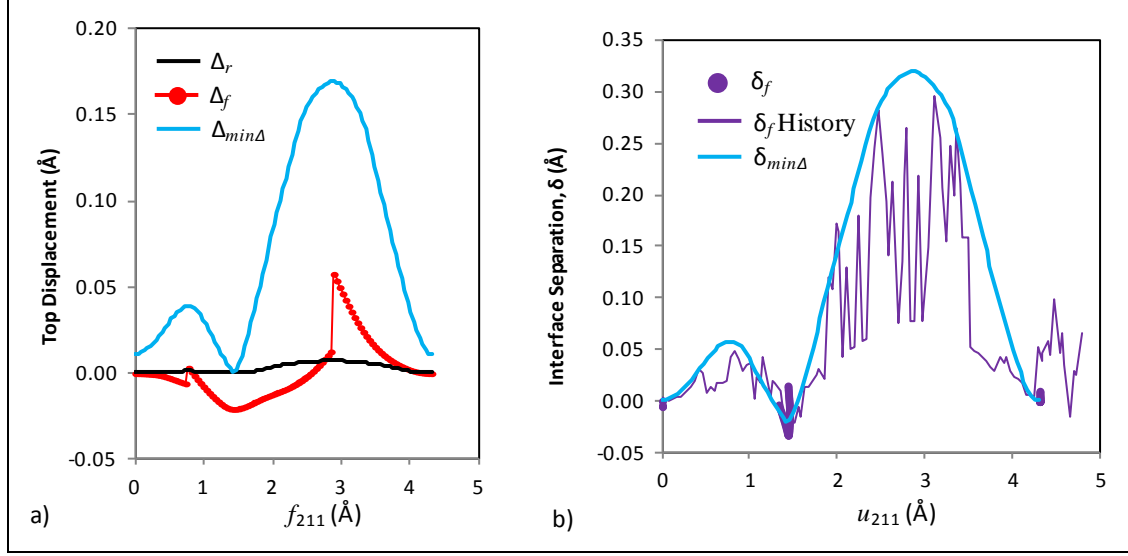 Top Displacement (Å)
0.20
0.15
0.10
0.05
0.00
-0.05
Δr
Δf
ΔminΔ
0 1 2 3 4 5
f211 (Å)
a)
Interface Separation, δ (Å)
0.35
0.30
0.25
0.20
0.15
0.10
0.05
0.00
-0.05
δf
δf History
δminΔ
0 1 2 3 4 5
u211 (Å)
b)